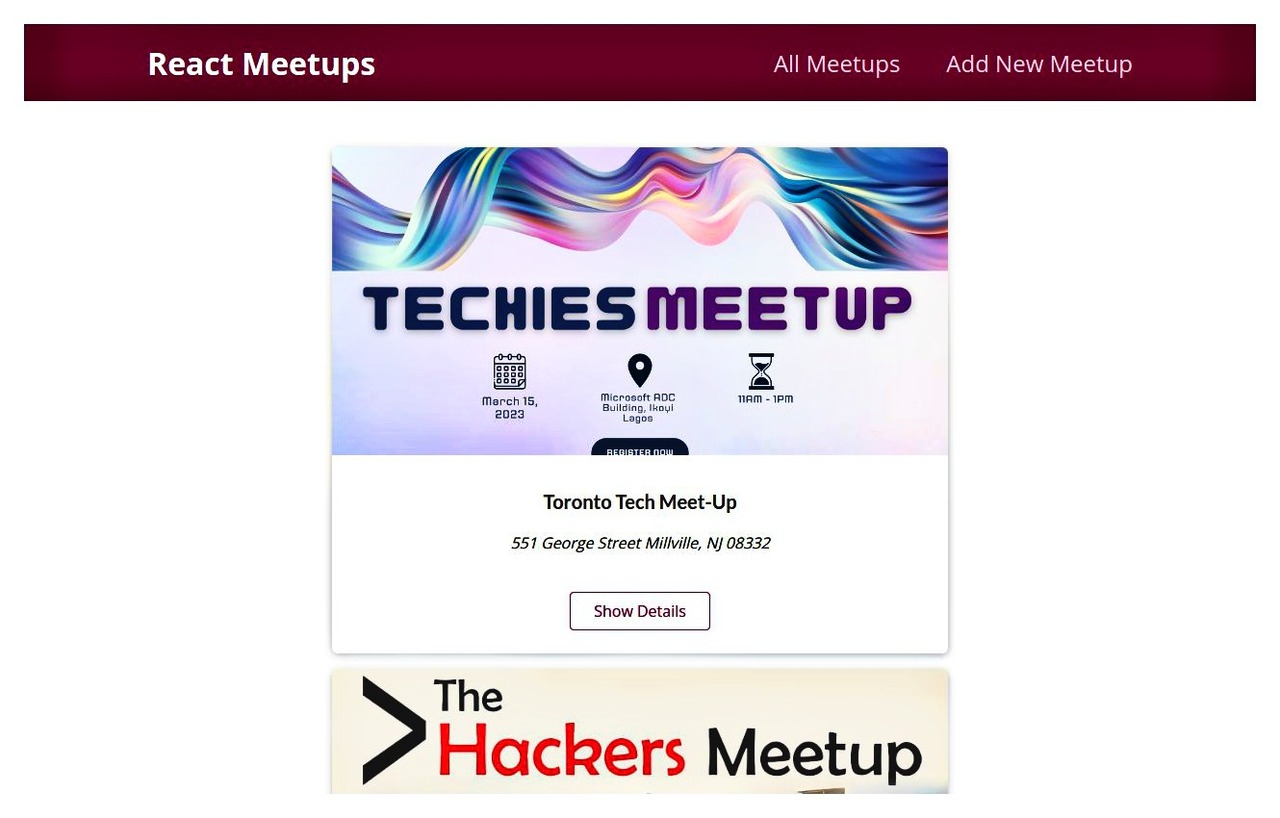 React Meetups
All Meetups
Add New Meetup
TECHIES MEETUP
March 15,
2023
Microsoft ADC
Building, Ikoyi
Lagos
11AM - 1PM
REGISTER NOW
Toronto Tech Meet-Up
551 George Street Millville, NJ 08332
Show Details
The
Hackers Meetup